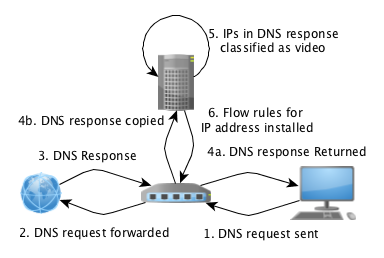 5. IPs in DNS response
classified as video
4b. DNS response copied
6. Flow rules for
IP address installed
3. DNS Response
4a. DNS response Returned
2. DNS request forwarded
1. DNS request sent